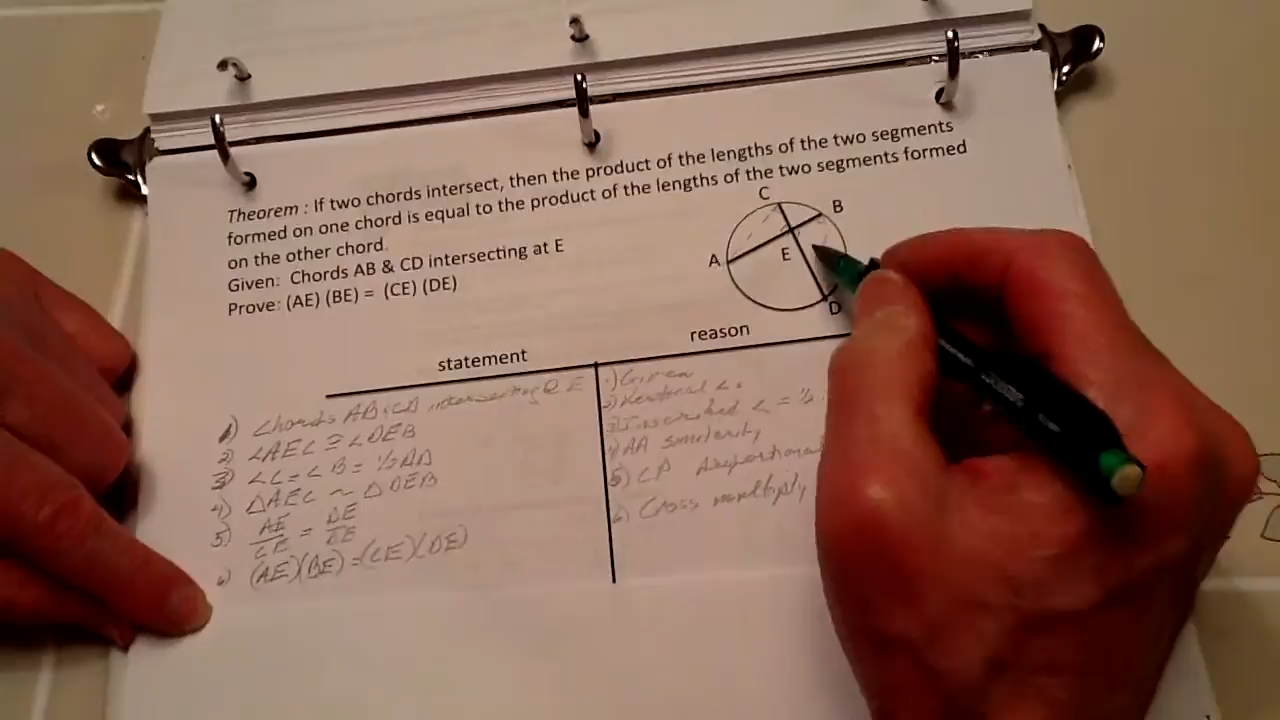 Theorem : If two chords intersect, then the product of the lengths of the two segments
formed on one chord is equal to the product of the lengths of the two segments formed
on the other chord.
Given: Chords AB & CD intersecting at E
Prove: (AE) (BE) = (CE) (DE)
C
B
A
E
D
statement
reason
1) Chords AB & CD intersecting @ E
1) Given
2) ∠AEC ≅ ∠DEB
2) Vertical ∠s
3) ∠C = ∠B = ½AD
3) Inscribed ∠ = ½
4) △AEC ~ △DEB
4) AA similarity
5) AE/CE = DE/BE
5) CP proportional
6) (AE)(BE) = (CE)(DE)
6) Cross multiply